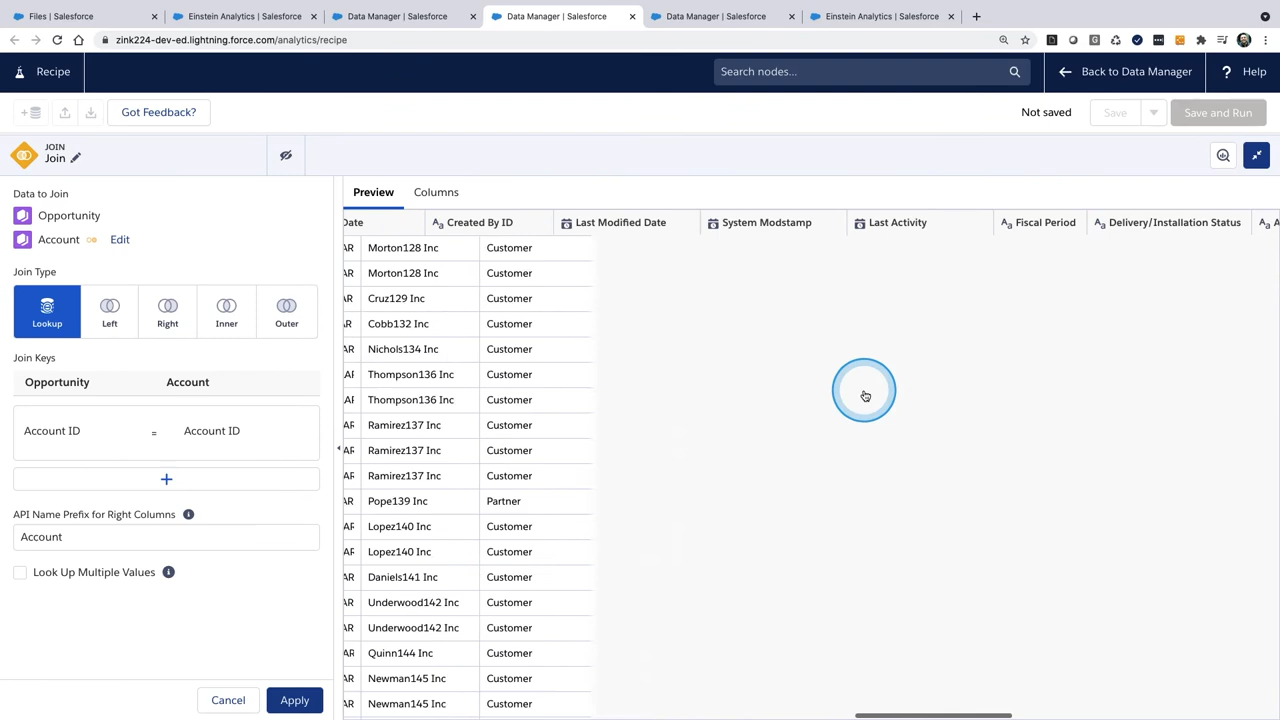 Files | Salesforce
Einstein Analytics | Salesforce
Data Manager | Salesforce
Data Manager | Salesforce
Data Manager | Salesforce
Einstein Analytics | Salesforce
zink224-dev-ed.lightning.force.com/analytics/recipe
Recipe
Search nodes...
Back to Data Manager
Help
Got Feedback?
Not saved
Save
Save and Run
JOIN
Join
Data to Join
Opportunity
Account
Edit
Join Type
Lookup
Left
Right
Inner
Outer
Join Keys
Opportunity
Account
Account ID
=
Account ID
API Name Prefix for Right Columns
Account
Look Up Multiple Values
Cancel
Apply
Preview
Columns
Date
Created By ID
Last Modified Date
System Modstamp
Last Activity
Fiscal Period
Delivery/Installation Status
Morton128 Inc Customer
Morton128 Inc Customer
Cruz129 Inc Customer
Cobb132 Inc Customer
Nichols134 Inc Customer
Thompson136 Inc Customer
Thompson136 Inc Customer
Ramirez137 Inc Customer
Ramirez137 Inc Customer
Ramirez137 Inc Customer
Pope139 Inc Partner
Lopez140 Inc Customer
Lopez140 Inc Customer
Daniels141 Inc Customer
Underwood142 Inc Customer
Underwood142 Inc Customer
Quinn144 Inc Customer
Newman145 Inc Customer
Newman145 Inc Customer